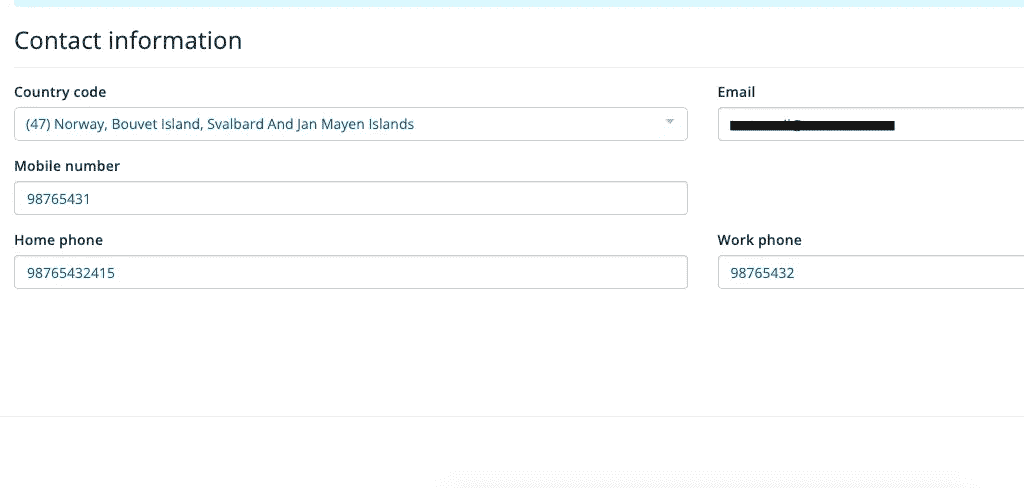 Contact information
Country code
(47) Norway, Bouvet Island, Svalbard And Jan Mayen Islands
Email
Mobile number
98765431
Home phone
98765432415
Work phone
98765432